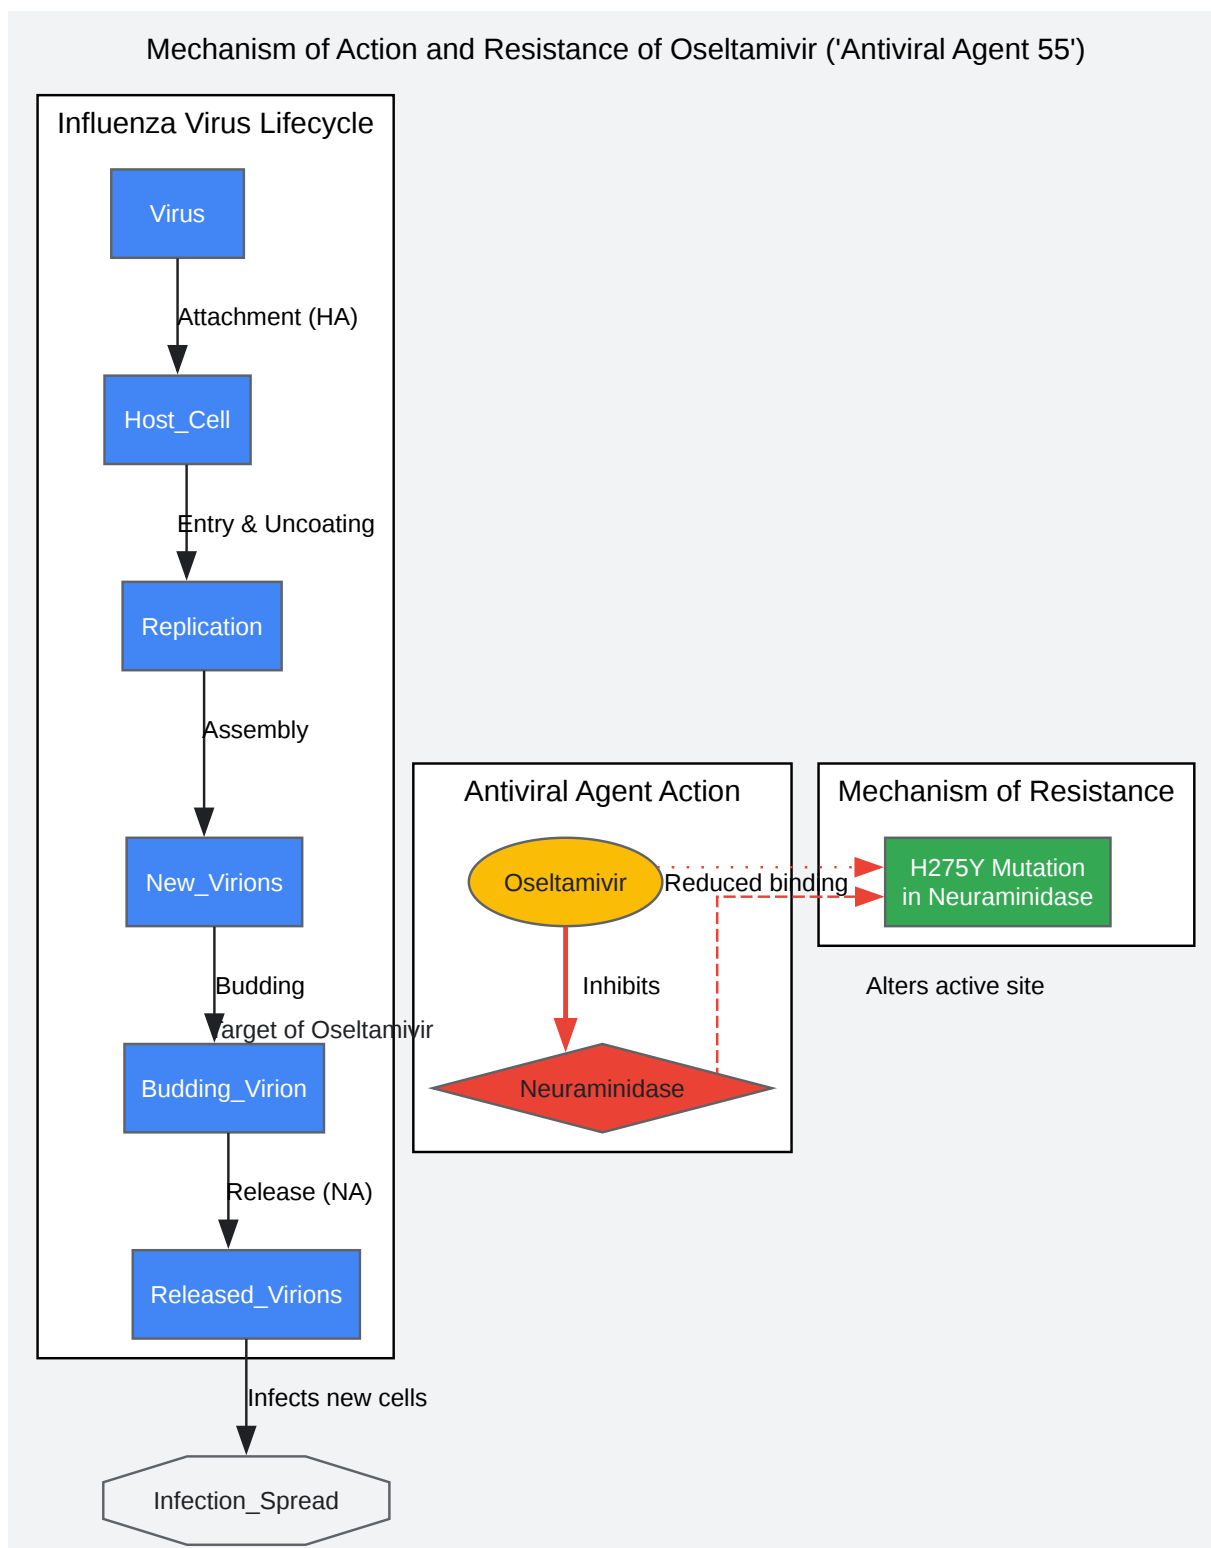 Mechanism of Action and Resistance of Oseltamivir ('Antiviral Agent 55')
Influenza Virus Lifecycle
Virus
Attachment (HA)
Host_Cell
Entry & Uncoating
Replication
Assembly
New_Virions
Budding
Target of Oseltamivir
Budding_Virion
Release (NA)
Released_Virions
Infects new cells
Infection_Spread
Antiviral Agent Action
Oseltamivir
Reduced binding
Inhibits
Neuraminidase
Mechanism of Resistance
H275Y Mutation
in Neuraminidase
Alters active site